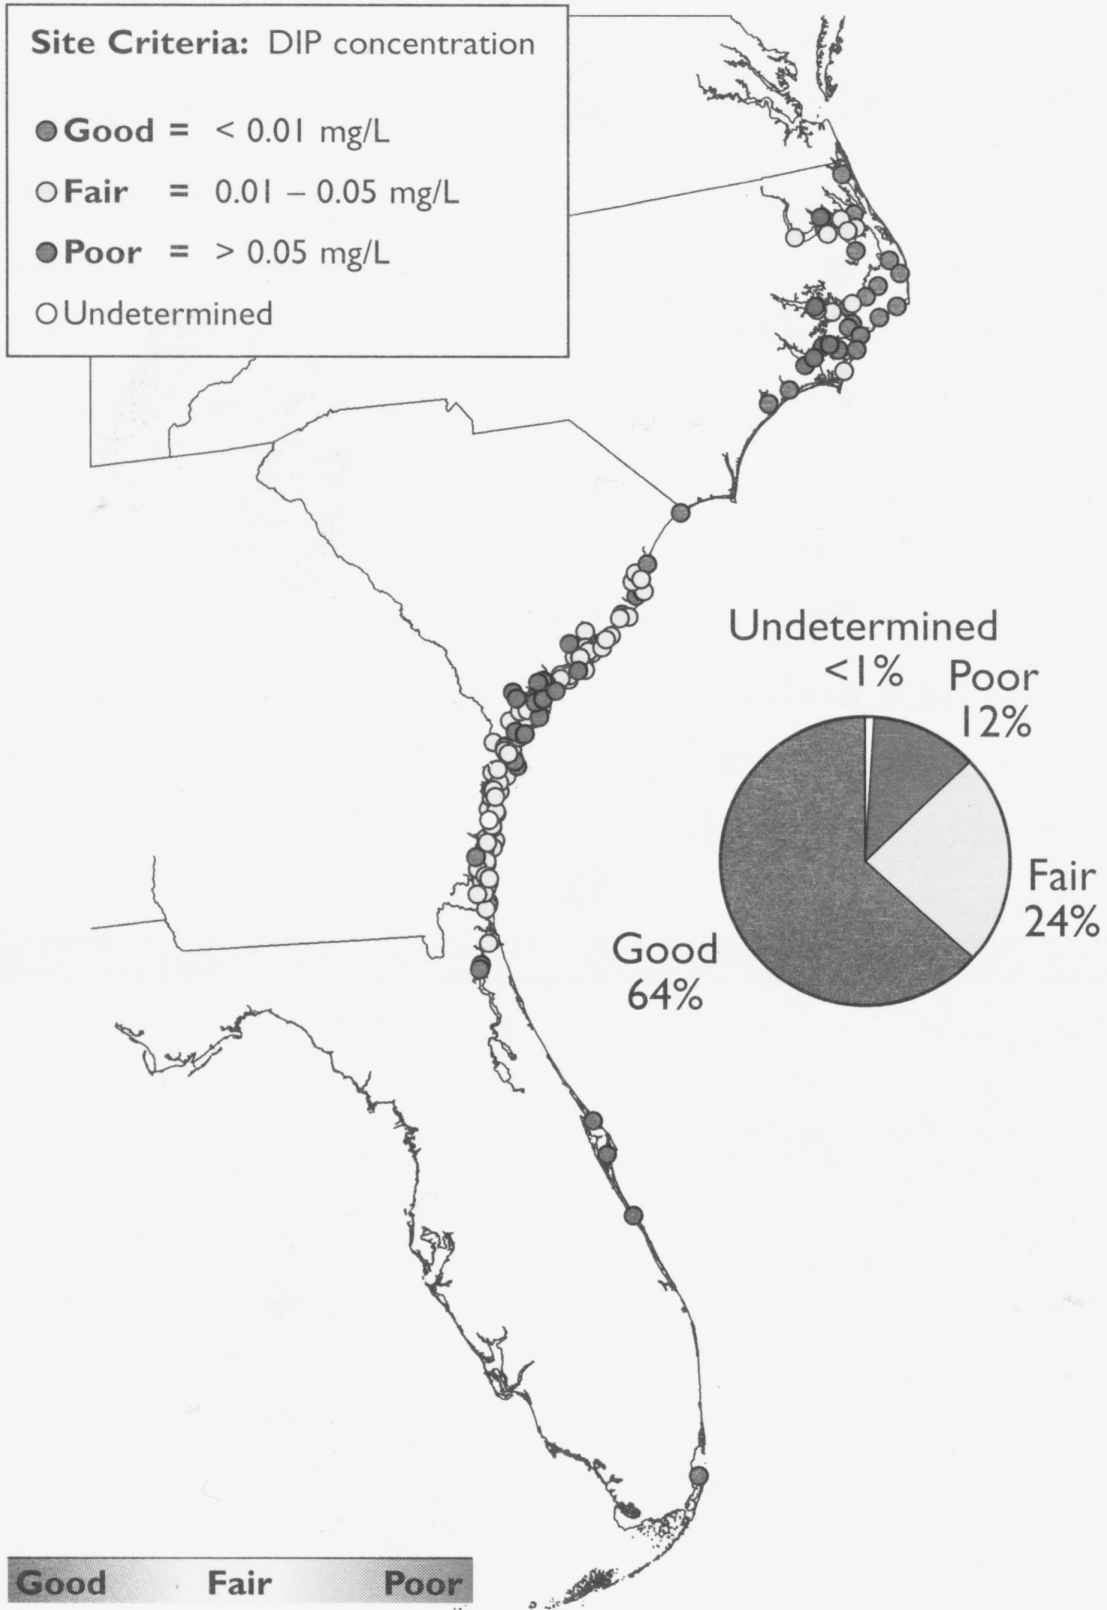 Site Criteria: DIP concentration
Good = < 0.01 mg/L
Fair = 0.01 – 0.05 mg/L
Poor = > 0.05 mg/L
Undetermined
Undetermined
<1%
Poor
12%
Fair
24%
Good
64%
Good Fair Poor